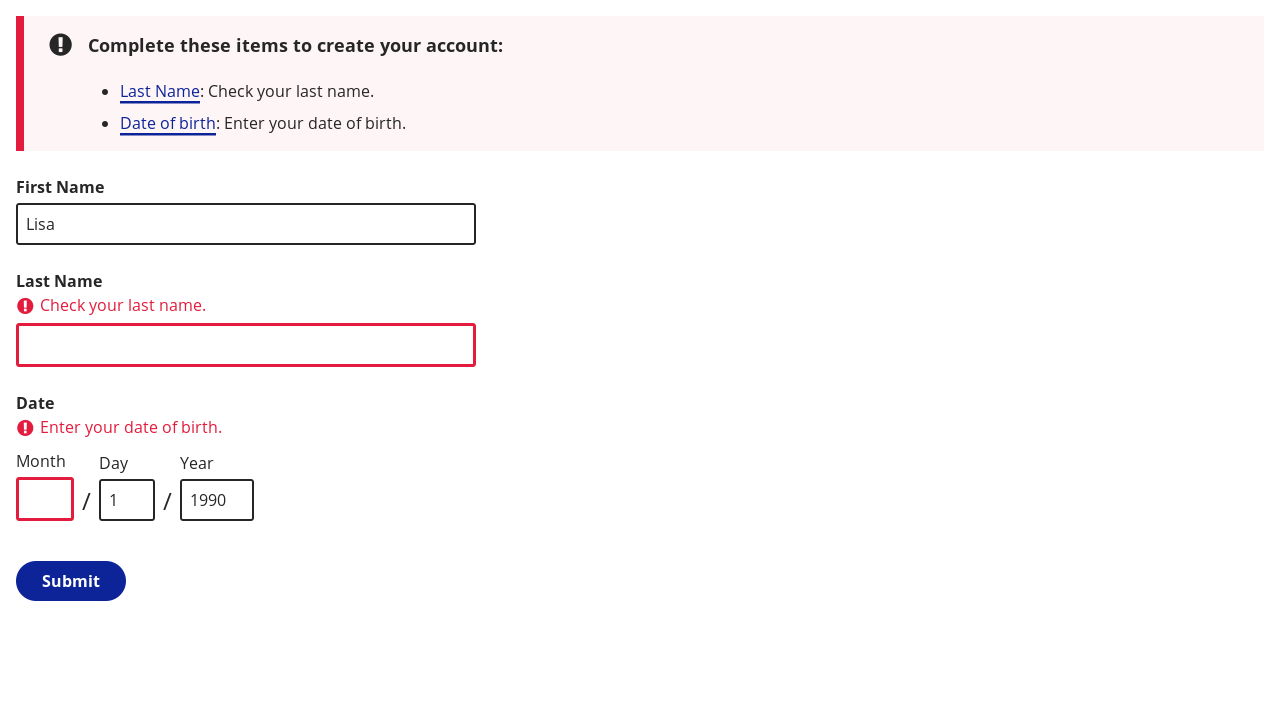 Complete these items to create your account:
Last Name: Check your last name.
Date of birth: Enter your date of birth.
First Name
Lisa
Last Name
Check your last name.
Date
Enter your date of birth.
Month Day Year
/ 1 / 1990
Submit